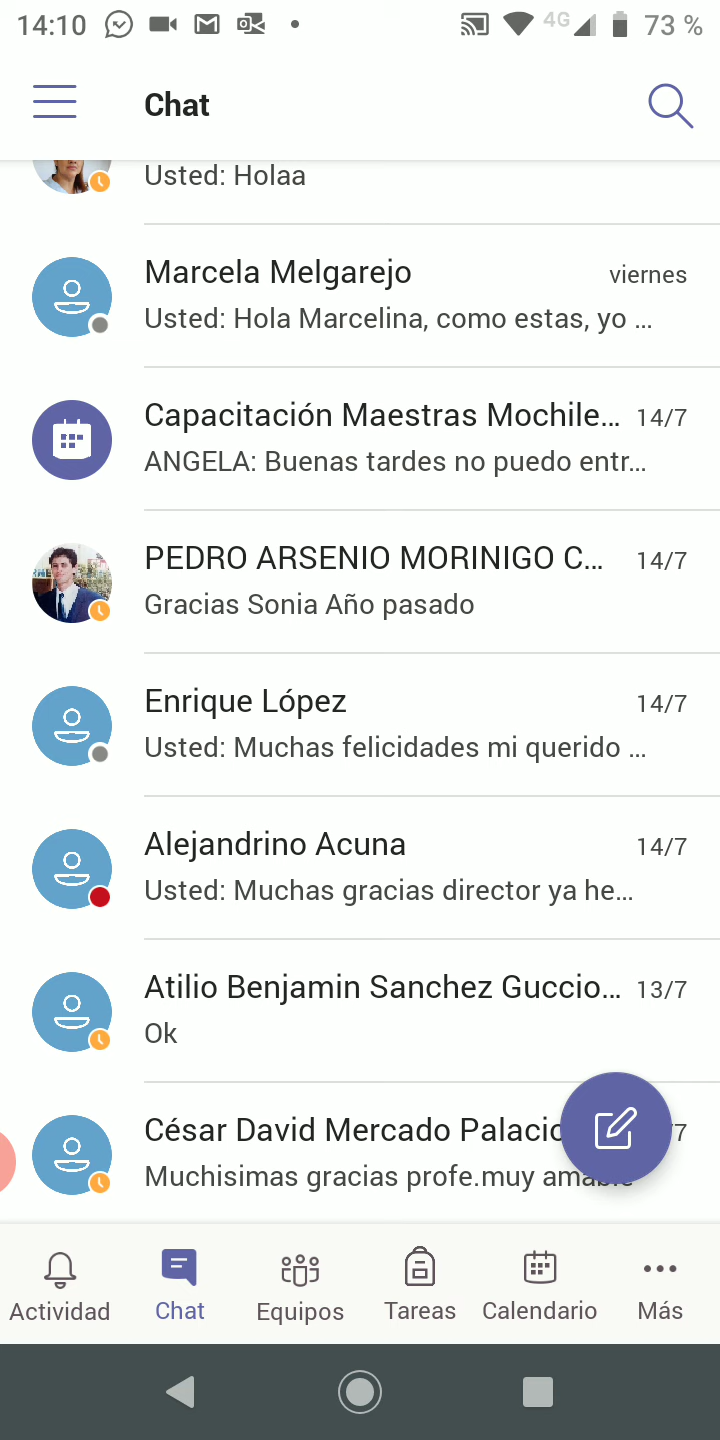 14:10 4G 73 %
Chat
Usted: Holaa
Marcela Melgarejo viernes
Usted: Hola Marcelina, como estas, yo ...
Capacitación Maestras Mochile... 14/7
ANGELA: Buenas tardes no puedo entr...
PEDRO ARSENIO MORINIGO C... 14/7
Gracias Sonia Año pasado
Enrique López 14/7
Usted: Muchas felicidades mi querido ...
Alejandrino Acuna 14/7
Usted: Muchas gracias director ya he...
Atilio Benjamin Sanchez Guccio... 13/7
Ok
César David Mercado Palacio /7
Muchisimas gracias profe.muy amable
Actividad Chat Equipos Tareas Calendario Más